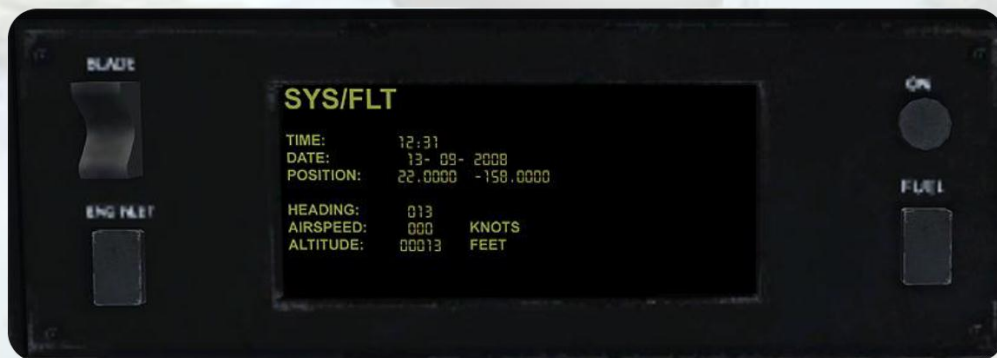 BLADE
ENG INLET
SYS/FLT
TIME: 12:31
DATE: 13- 09- 2008
POSITION: 22.0000 -158.0000
HEADING: 013
AIRSPEED: 000 KNOTS
ALTITUDE: 00013 FEET
ON
FUEL